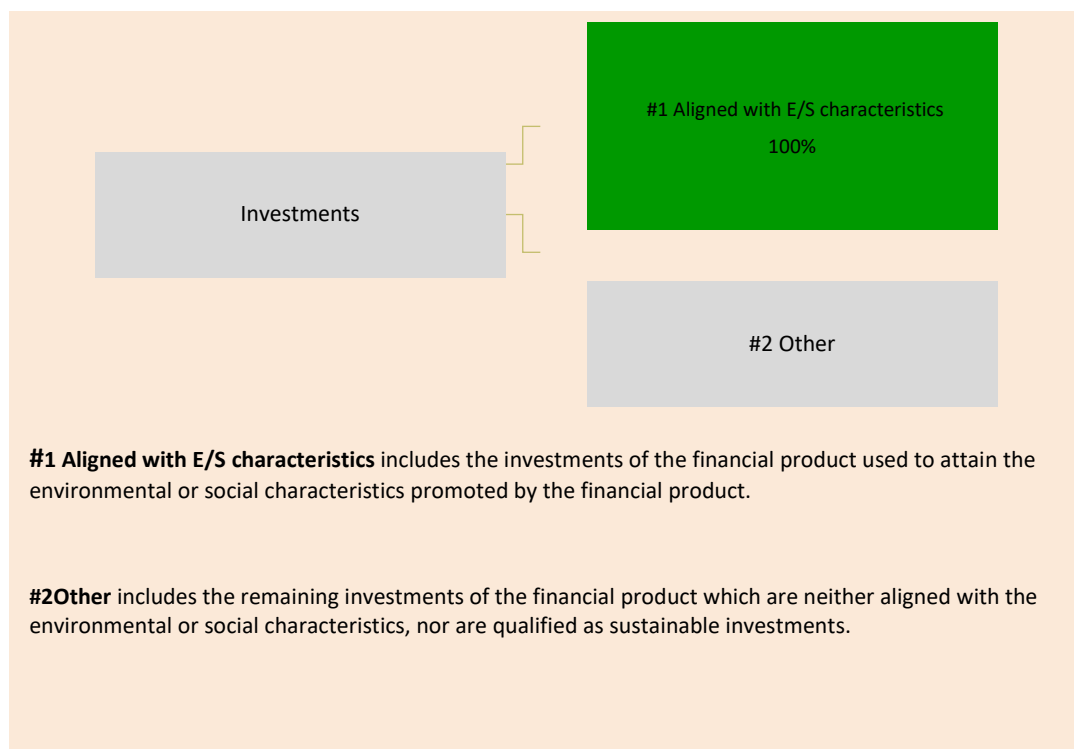 #1 Aligned with E/S characteristics
100%
Investments
#2 Other
#1 Aligned with E/S characteristics includes the investments of the financial product used to attain the
environmental or social characteristics promoted by the financial product.
#2Other includes the remaining investments of the financial product which are neither aligned with the
environmental or social characteristics, nor are qualified as sustainable investments.